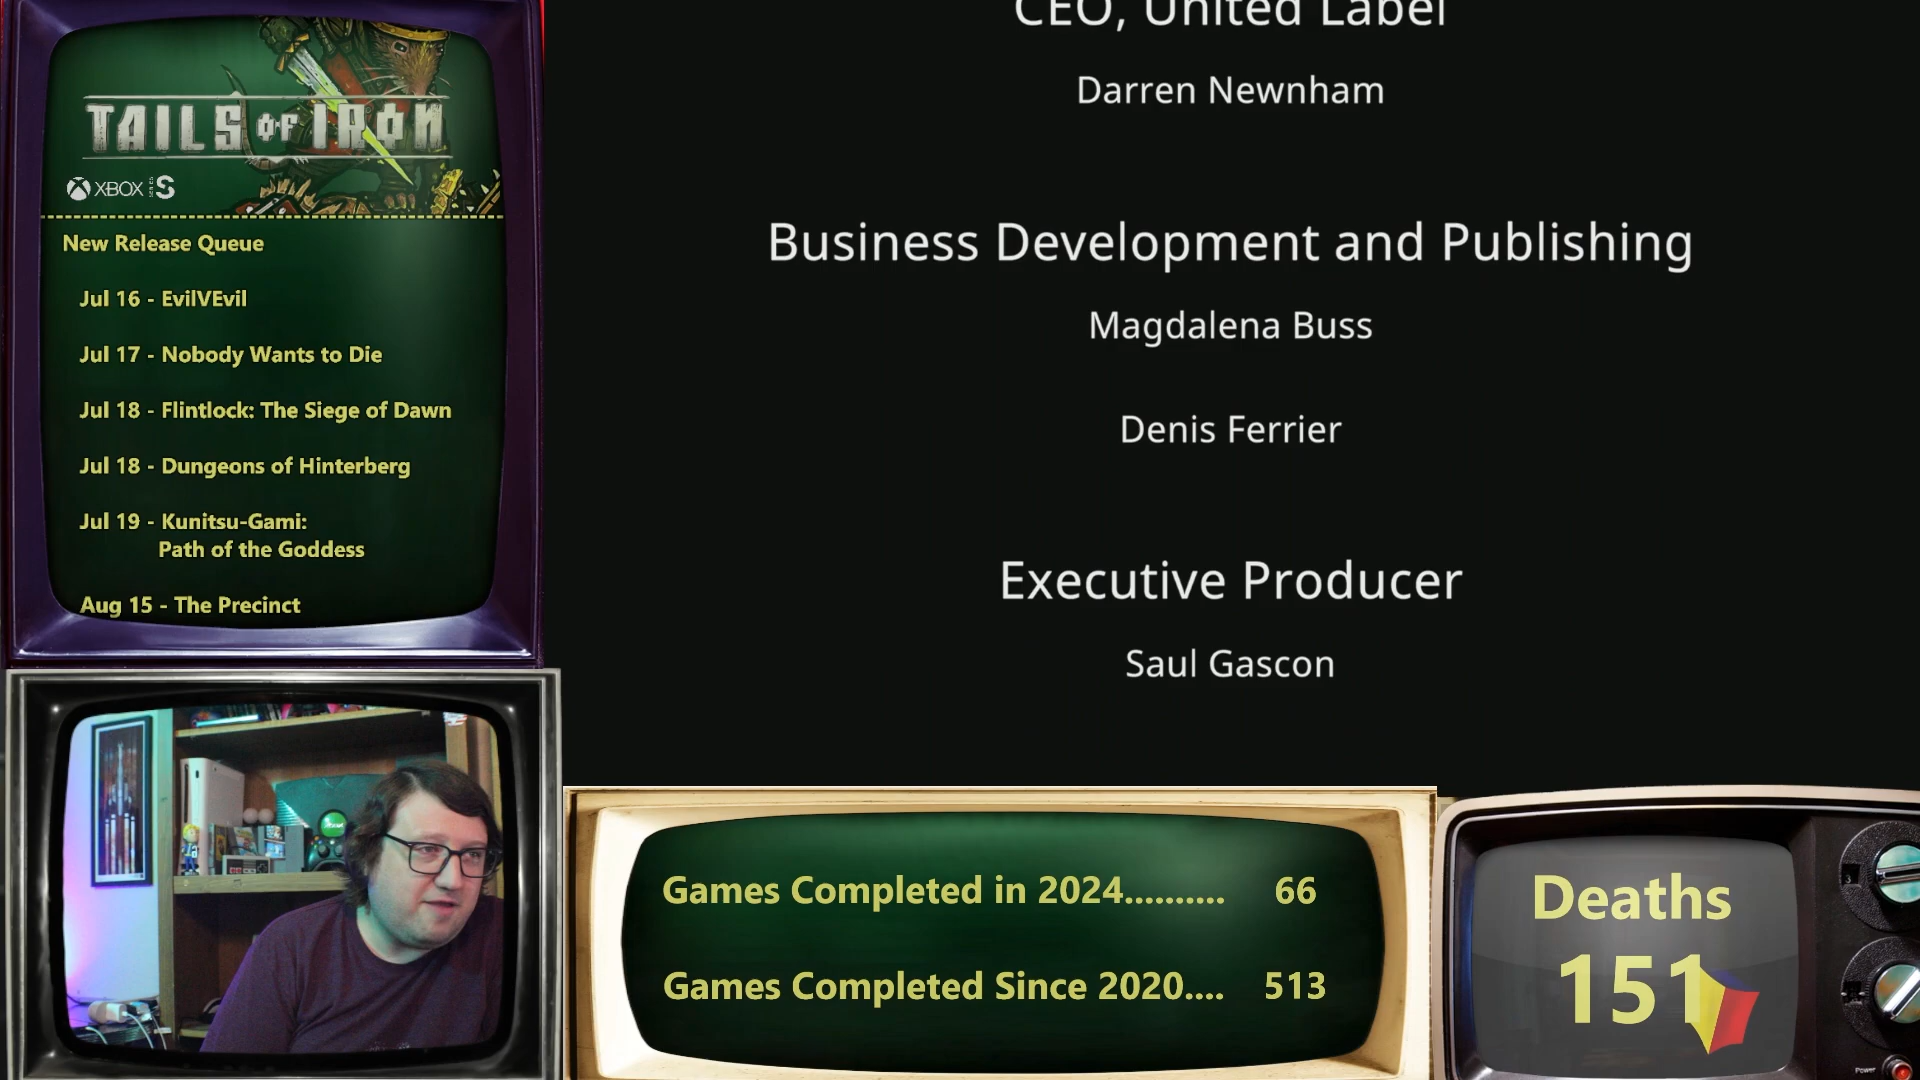 TAILS OF IRON
XBOX SERIES S
New Release Queue
Jul 16 - EvilVEvil
Jul 17 - Nobody Wants to Die
Jul 18 - Flintlock: The Siege of Dawn
Jul 18 - Dungeons of Hinterberg
Jul 19 - Kunitsu-Gami:
Path of the Goddess
Aug 15 - The Precinct
CEO, United Label
Darren Newnham
Business Development and Publishing
Magdalena Buss
Denis Ferrier
Executive Producer
Saul Gascon
Games Completed in 2024.......... 66
Games Completed Since 2020.... 513
Deaths
151
3
Power